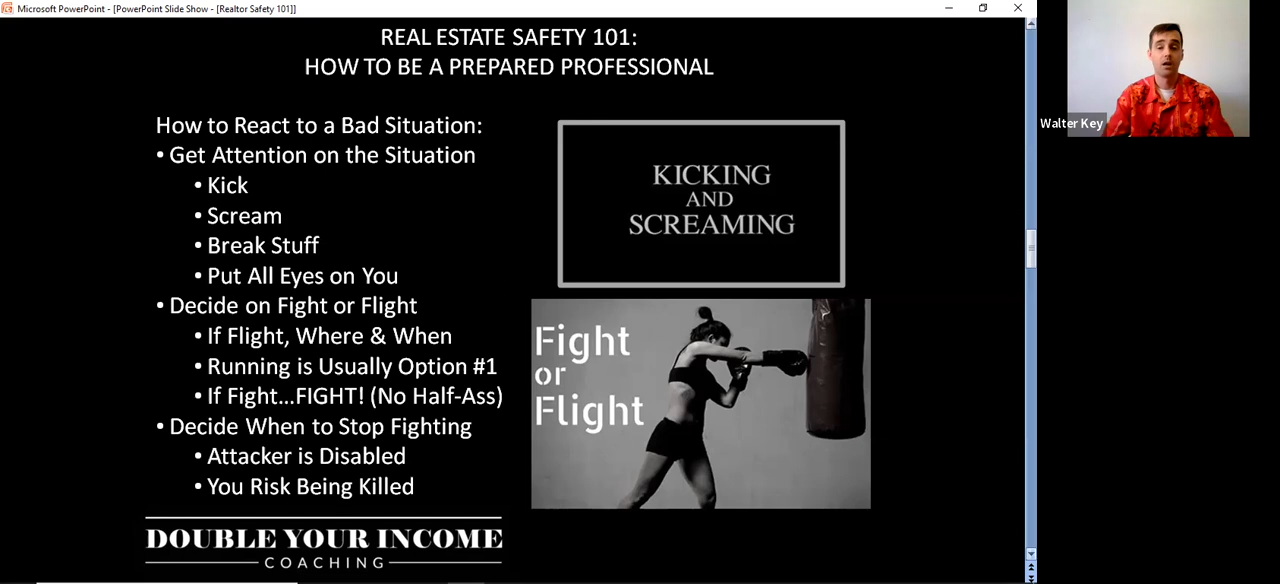 Microsoft PowerPoint - [PowerPoint Slide Show - [Realtor Safety 101]]
REAL ESTATE SAFETY 101:
HOW TO BE A PREPARED PROFESSIONAL
How to React to a Bad Situation:
• Get Attention on the Situation
• Kick
• Scream
• Break Stuff
• Put All Eyes on You
• Decide on Fight or Flight
• If Flight, Where & When
• Running is Usually Option #1
• If Fight...FIGHT! (No Half-Ass)
• Decide When to Stop Fighting
• Attacker is Disabled
• You Risk Being Killed
DOUBLE YOUR INCOME
COACHING
KICKING
AND
SCREAMING
Fight
or
Flight
Walter Key